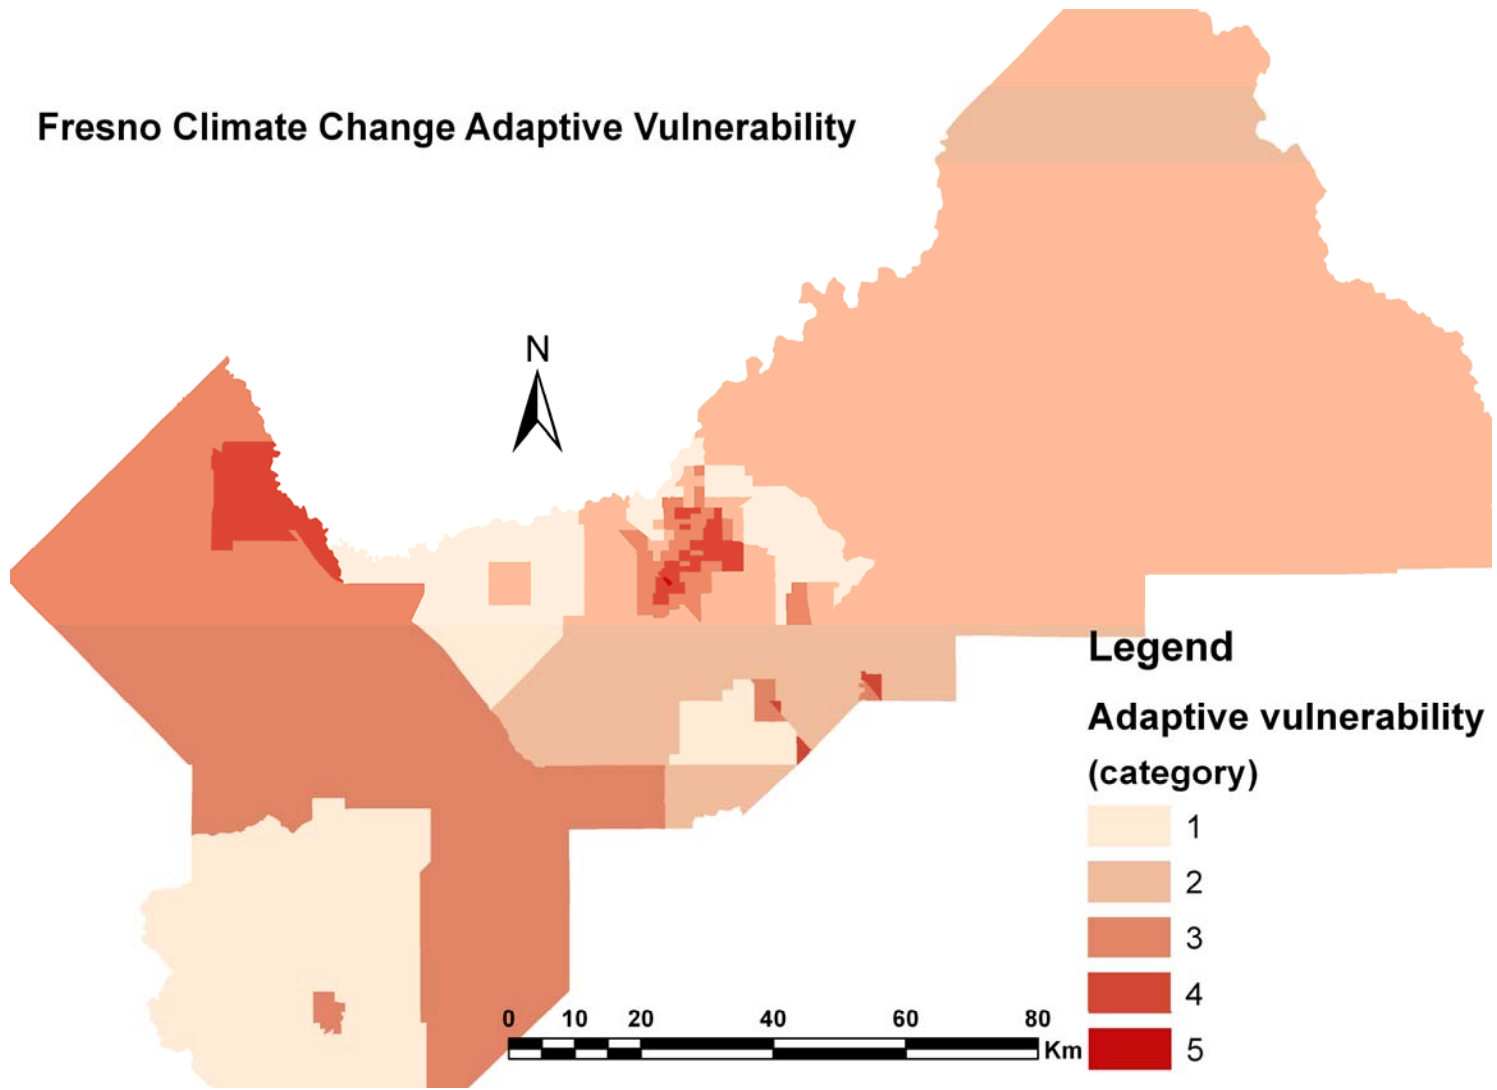 Fresno Climate Change Adaptive Vulnerability
N
Legend
Adaptive vulnerability
(category)
1
2
3
4
5
0 10 20 40 60 80
Km